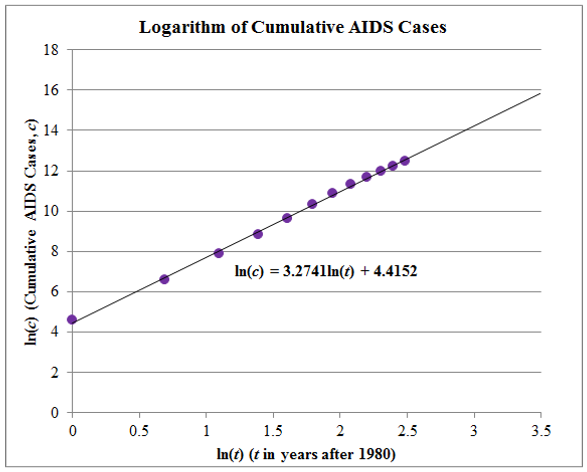 Logarithm of Cumulative AIDS Cases
18
16
14
12
10
8
6
4
2
0
ln(c) (Cumulative AIDS Cases, c)
ln(c) = 3.2741ln(t) + 4.4152
0 0.5 1 1.5 2 2.5 3 3.5
ln(t) (t in years after 1980)